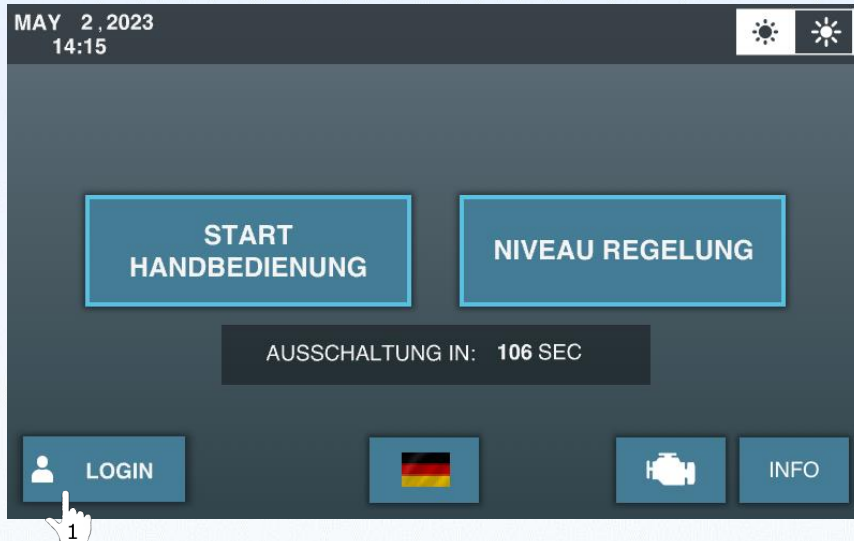 MAY 2,2023
14:15
START
HANDBEDIENUNG
NIVEAU REGELUNG
AUSSCHALTUNG IN: 106 SEC
LOGIN
INFO
1